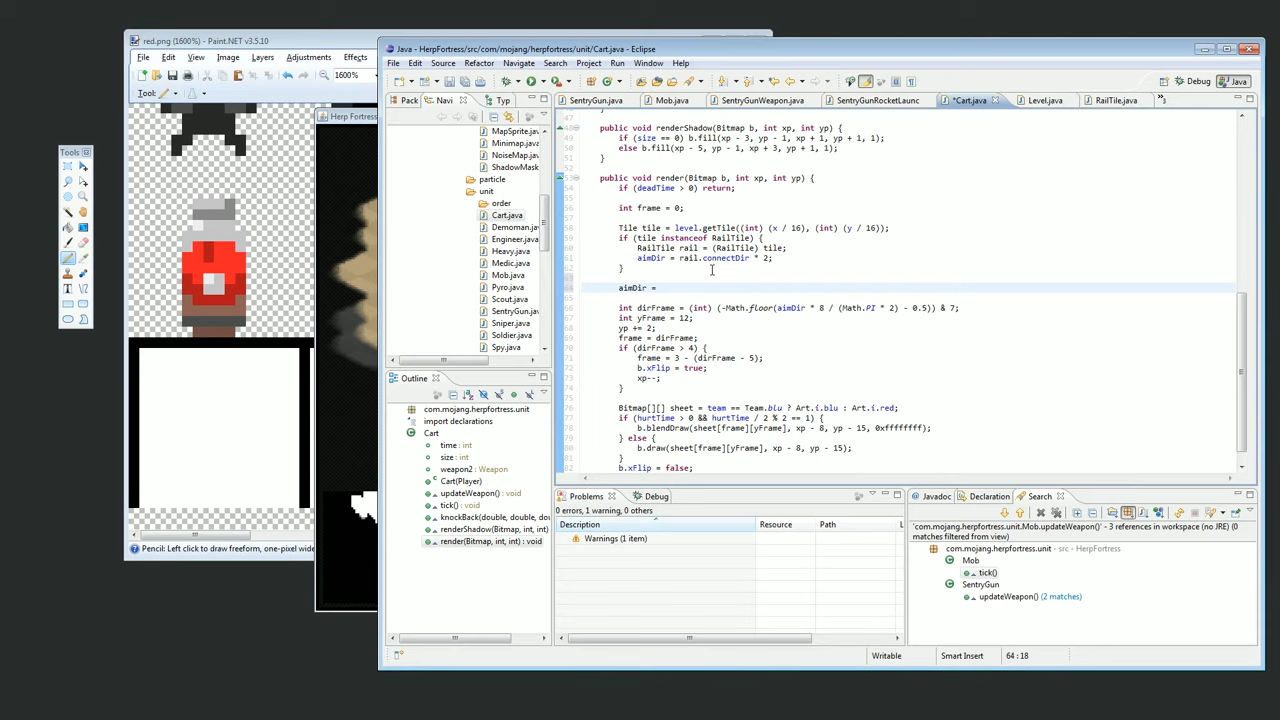 red.png (1600%) - Paint.NET v3.5.10
File Edit View Image Layers Adjustments Effects
1600%
Tool
Tools
Herp Fortress
Pencil: Left click to draw freeform, one-pixel wide
Java - HerpFortress/src/com/mojang/herpfortress/unit/Cart.java - Eclipse
File Edit Source Refactor Navigate Search Project Run Window Help
Debug Java
Pack Navi Typ
SentryGun.java Mob.java SentryGunWeapon.java SentryGunRocketLaunc *Cart.java Level.java RailTile.java
MapSprite.java
Minimap.java
NoiseMap.java
ShadowMask
particle
unit
order
Cart.java
Demoman.java
Engineer.java
Heavy.java
Medic.java
Mob.java
Pyro.java
Scout.java
SentryGun.java
Sniper.java
Soldier.java
Spy.java
public void renderShadow(Bitmap b, int xp, int yp) {
if (size == 0) b.fill(xp - 3, yp - 1, xp + 1, yp + 1, 1);
else b.fill(xp - 5, yp - 1, xp + 3, yp + 1, 1);
}
public void render(Bitmap b, int xp, int yp) {
if (deadTime > 0) return;
int frame = 0;
Tile tile = level.getTile((int) (x / 16), (int) (y / 16));
if (tile instanceof RailTile) {
RailTile rail = (RailTile) tile;
aimDir = rail.connectDir * 2;
}
aimDir =
int dirFrame = (int) (-Math.floor(aimDir * 8 / (Math.PI * 2) - 0.5)) & 7;
int yFrame = 12;
yp += 2;
frame = dirFrame;
if (dirFrame > 4) {
frame = 3 - (dirFrame - 5);
b.xFlip = true;
xp--;
}
Bitmap[][] sheet = team == Team.blu ? Art.i.blu : Art.i.red;
if (hurtTime > 0 && hurtTime / 2 % 2 == 1) {
b.blendDraw(sheet[frame][yFrame], xp - 8, yp - 15, 0xffffffff);
} else {
b.draw(sheet[frame][yFrame], xp - 8, yp - 15);
}
b.xFlip = false;
Outline
com.mojang.herpfortress.unit
import declarations
Cart
time : int
size : int
weapon2 : Weapon
Cart(Player)
updateWeapon() : void
tick() : void
knockBack(double, double, dou
renderShadow(Bitmap, int, int)
render(Bitmap, int, int) : void
Problems Debug
0 errors, 1 warning, 0 others
Description Resource Path
Warnings (1 item)
Javadoc Declaration Search
'com.mojang.herpfortress.unit.Mob.updateWeapon()' - 3 references in workspace (no JRE) (0
matches filtered from view)
com.mojang.herpfortress.unit - src - HerpFortress
Mob
tick()
SentryGun
updateWeapon() (2 matches)
Writable Smart Insert 64 : 18